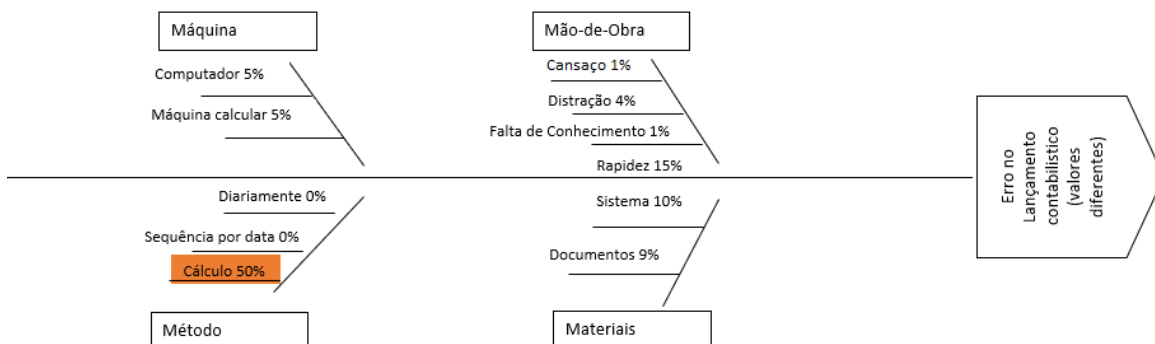 Máquina
Mão-de-Obra
Computador 5%
Máquina calcular 5%
Cansaço 1%
Distração 4%
Falta de Conhecimento 1%
Rapidez 15%
Diariamente 0%
Sequência por data 0%
Cálculo 50%
Sistema 10%
Documentos 9%
Método
Materiais
Erro no
Lançamento
contabilistico
(valores
diferentes)